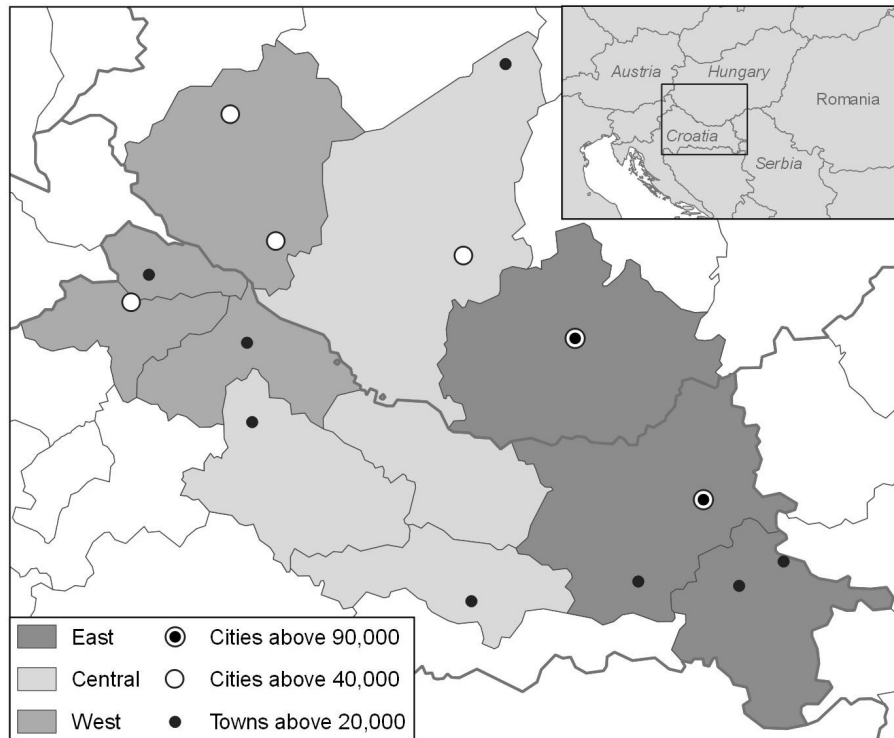 Austria
Hungary
Romania
Croatia
Serbia
East
Cities above 90,000
Central
Cities above 40,000
West
Towns above 20,000